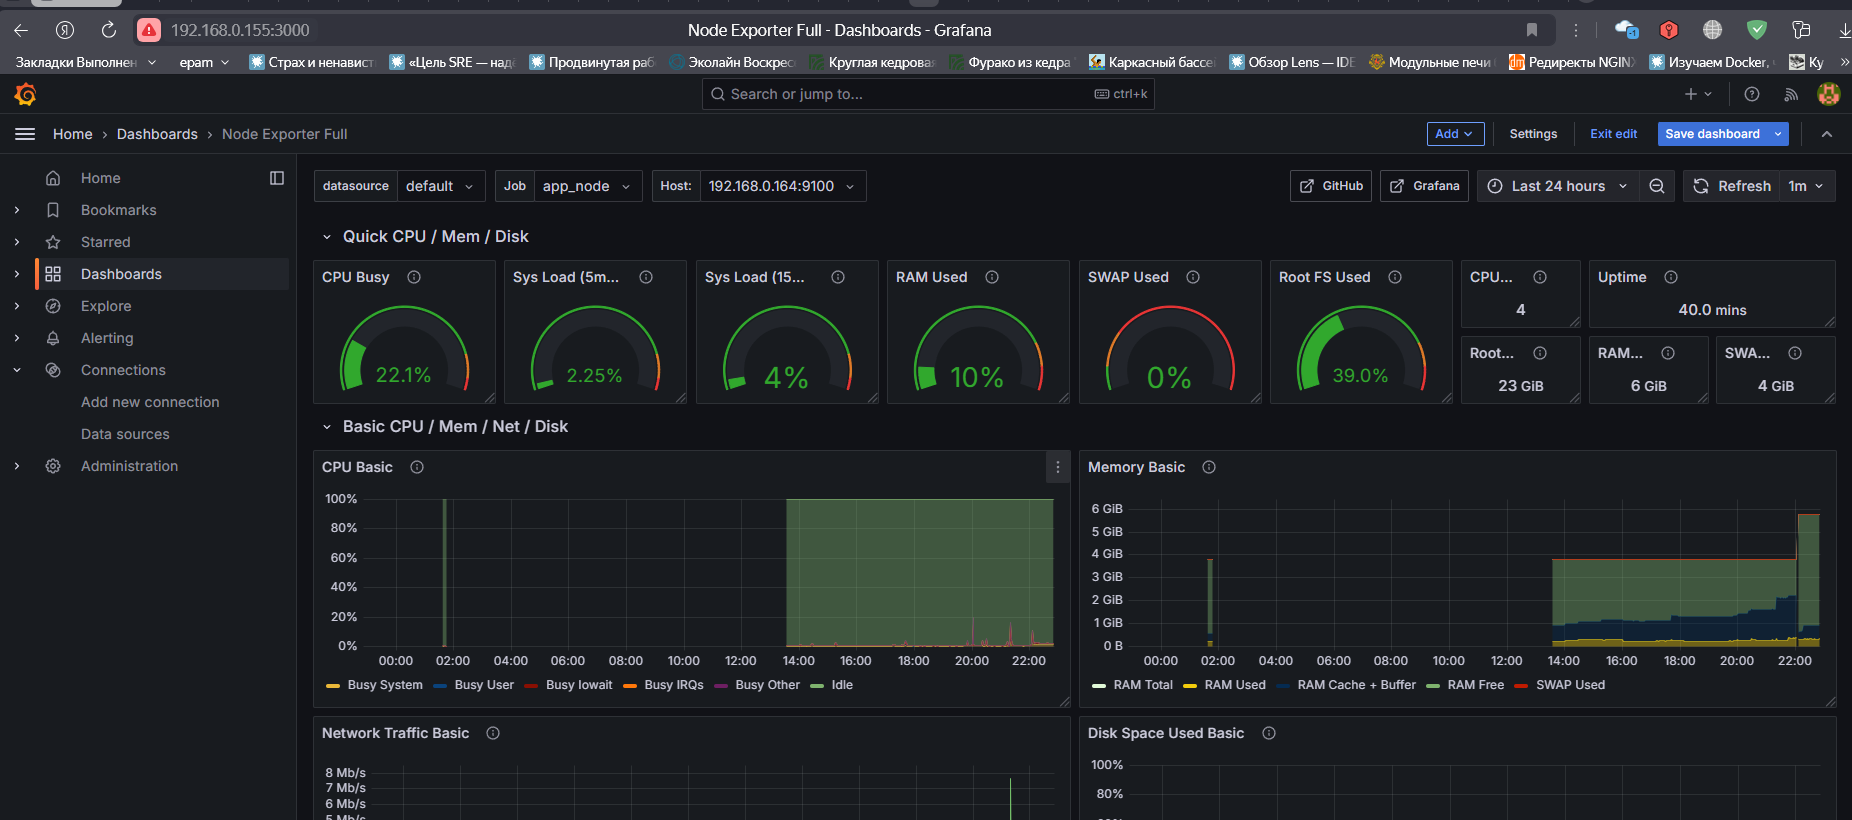 192.168.0.155:3000
Node Exporter Full - Dashboards - Grafana
-1
Закладки Выполнен
epam
Страх и ненавист
«Цель SRE — над
Продвинутая раб
Эколайн Воскрес
Круглая кедрова
Фурако из кедра
Каркасный бассе
Обзор Lens — IDE
Модульные печи
Редиректы NGIN
Изучаем Docker,
Ку
Search or jump to...
ctrl+k
Home › Dashboards › Node Exporter Full
Add
Settings
Exit edit
Save dashboard
Home
Bookmarks
Starred
Dashboards
Explore
Alerting
Connections
Add new connection
Data sources
Administration
datasource default
Job app_node
Host: 192.168.0.164:9100
GitHub
Grafana
Last 24 hours
Refresh 1m
Quick CPU / Mem / Disk
CPU Busy
22.1%
Sys Load (5m...
2.25%
Sys Load (15...
4%
RAM Used
10%
SWAP Used
0%
Root FS Used
39.0%
CPU...
4
Uptime
40.0 mins
Root...
23 GiB
RAM...
6 GiB
SWA...
4 GiB
Basic CPU / Mem / Net / Disk
CPU Basic
100%
80%
60%
40%
20%
0%
00:00 02:00 04:00 06:00 08:00 10:00 12:00 14:00 16:00 18:00 20:00 22:00
Busy System Busy User Busy Iowait Busy IRQs Busy Other Idle
Memory Basic
6 GiB
5 GiB
4 GiB
3 GiB
2 GiB
1 GiB
0 B
00:00 02:00 04:00 06:00 08:00 10:00 12:00 14:00 16:00 18:00 20:00 22:00
RAM Total RAM Used RAM Cache + Buffer RAM Free SWAP Used
Network Traffic Basic
8 Mb/s
7 Mb/s
6 Mb/s
5 Mb/s
Disk Space Used Basic
100%
80%